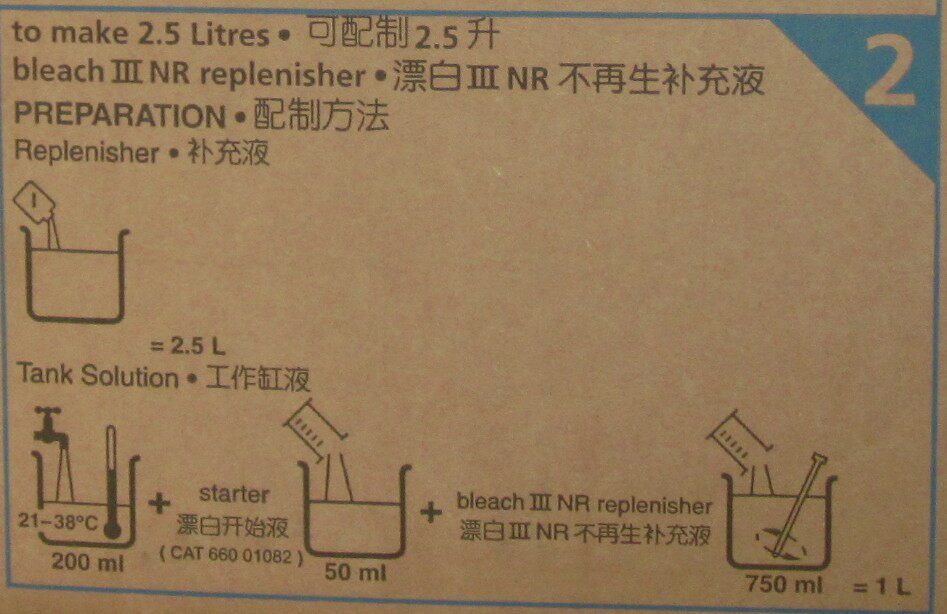 to make 2.5 Litres • 可配制 2.5 升
2
bleach III NR replenisher • 漂白 III NR 不再生补充液
PREPARATION • 配制方法
Replenisher • 补充液
I
= 2.5 L
Tank Solution • 工作缸液
21–38°C
200 ml
+
starter
漂白开始液
( CAT 660 01082 )
50 ml
+
bleach III NR replenisher
漂白 III NR 不再生补充液
750 ml
= 1 L